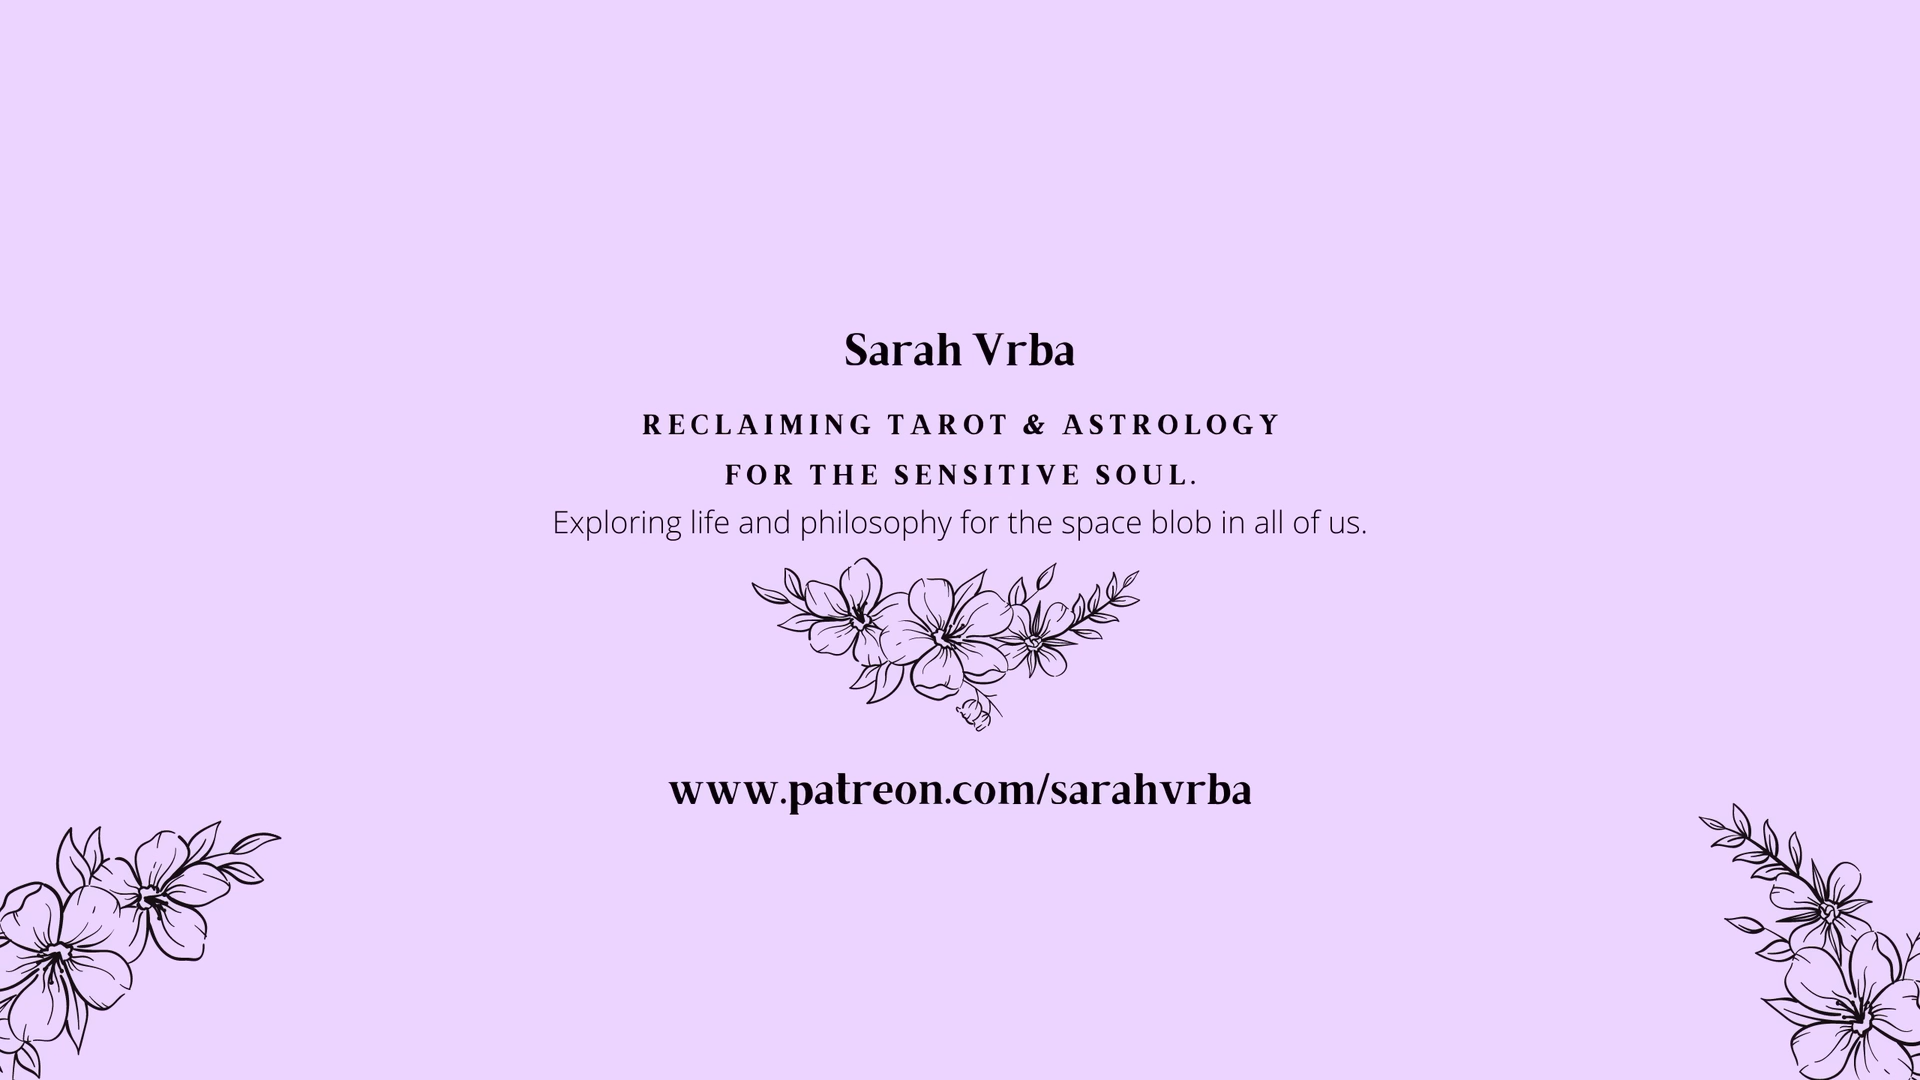 Sarah Vrba
RECLAIMING TAROT & ASTROLOGY
FOR THE SENSITIVE SOUL.
Exploring life and philosophy for the space blob in all of us.
www.patreon.com/sarahvrba